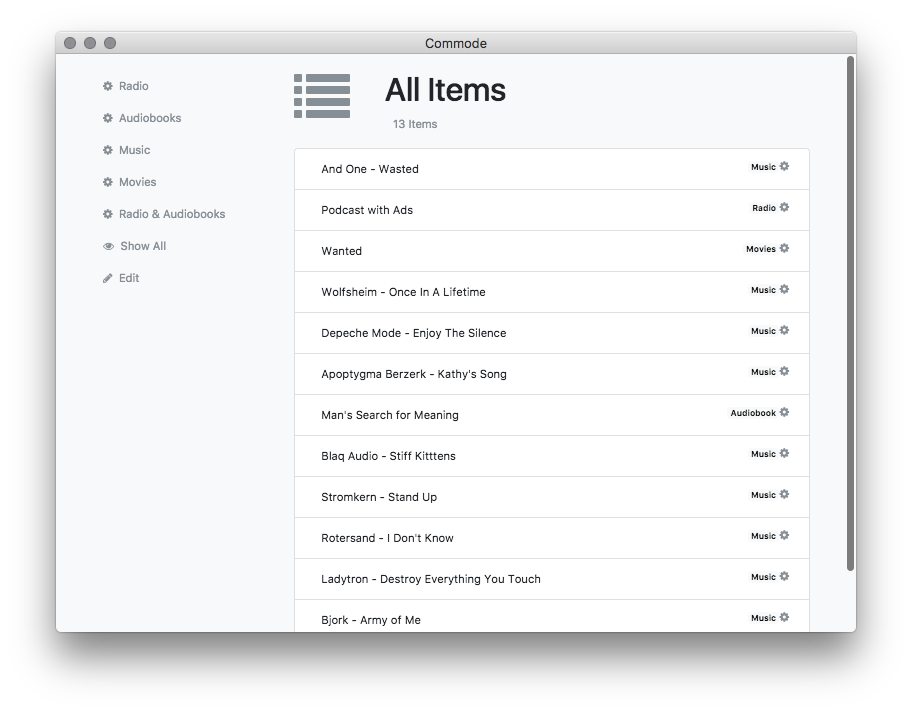 Commode
Radio
Audiobooks
Music
Movies
Radio & Audiobooks
Show All
Edit
All Items
13 Items
And One - Wasted Music
Podcast with Ads Radio
Wanted Movies
Wolfsheim - Once In A Lifetime Music
Depeche Mode - Enjoy The Silence Music
Apoptygma Berzerk - Kathy's Song Music
Man's Search for Meaning Audiobook
Blaq Audio - Stiff Kitttens Music
Stromkern - Stand Up Music
Rotersand - I Don't Know Music
Ladytron - Destroy Everything You Touch Music
Bjork - Army of Me Music